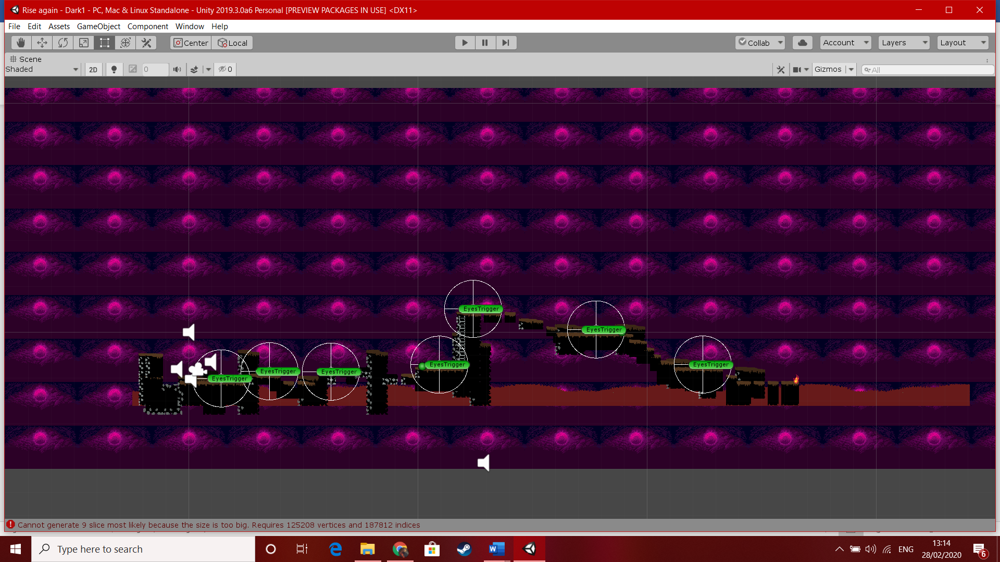 Rise again - Dark1 - PC, Mac & Linux Standalone - Unity 2019.3.0a6 Personal [PREVIEW PACKAGES IN USE] <DX11>
File Edit Assets GameObject Component Window Help
Center Local Collab Account Layers Layout
Scene
Shaded 2D 0 0 Gizmos All
EyesTrigger
EyesTrigger
EyesTrigger
EyesTrigger
EyesTrigger
EyesTrigger
EyesTrigger
Cannot generate 9 slice most likely because the size is too big. Requires 125208 vertices and 187812 indices
Type here to search ENG 13:14
28/02/2020 6